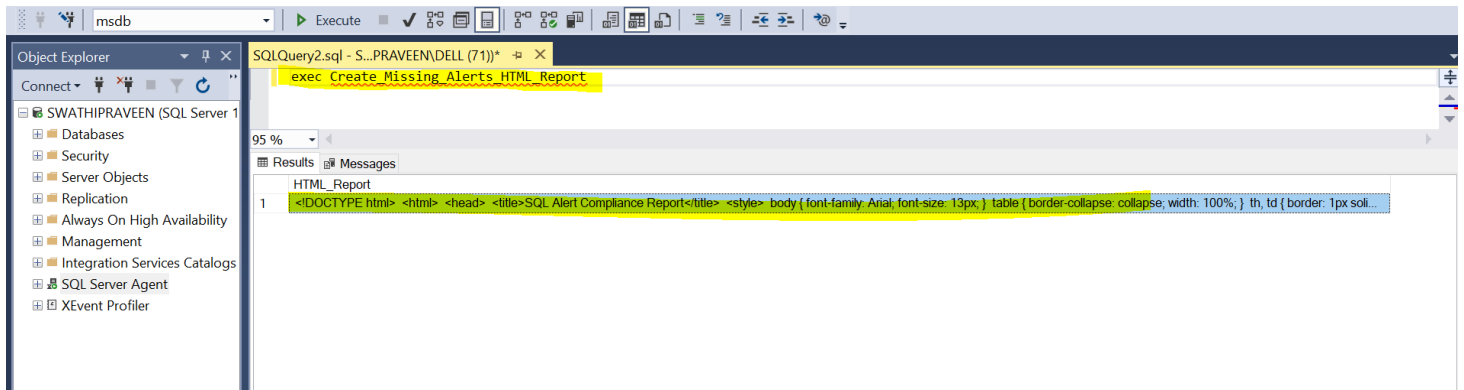 msdb
Execute
Object Explorer
SQLQuery2.sql - S...PRAVEEN\DELL (71))*
exec Create_Missing_Alerts_HTML_Report
Connect
SWATHIPRAVEEN (SQL Server 1
Databases
Security
Server Objects
Replication
Always On High Availability
Management
Integration Services Catalogs
SQL Server Agent
XEvent Profiler
95 %
Results
Messages
HTML_Report
1 <!DOCTYPE html> <html> <head> <title>SQL Alert Compliance Report</title> <style> body { font-family: Arial; font-size: 13px; } table { border-collapse: collapse; width: 100%; } th, td { border: 1px soli...